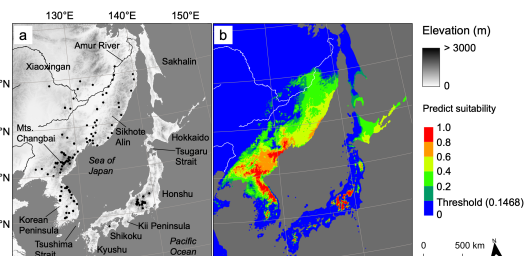 130°E 140°E 150°E
a
Amur River
Xiaoxingan
Sakhalin
°N
Mts.
Changbai
°N
Sikhote
Alin
Hokkaido
Tsugaru
Strait
Sea of
Japan
°N
Honshu
Korean
Peninsula
°N
Kii Peninsula
Shikoku
Tsushima
Strait
Kyushu
Pacific
Ocean
b
Elevation (m)
> 3000
0
Predict suitability
1.0
0.8
0.6
0.4
0.2
Threshold (0.1468)
0
0 500 km
N